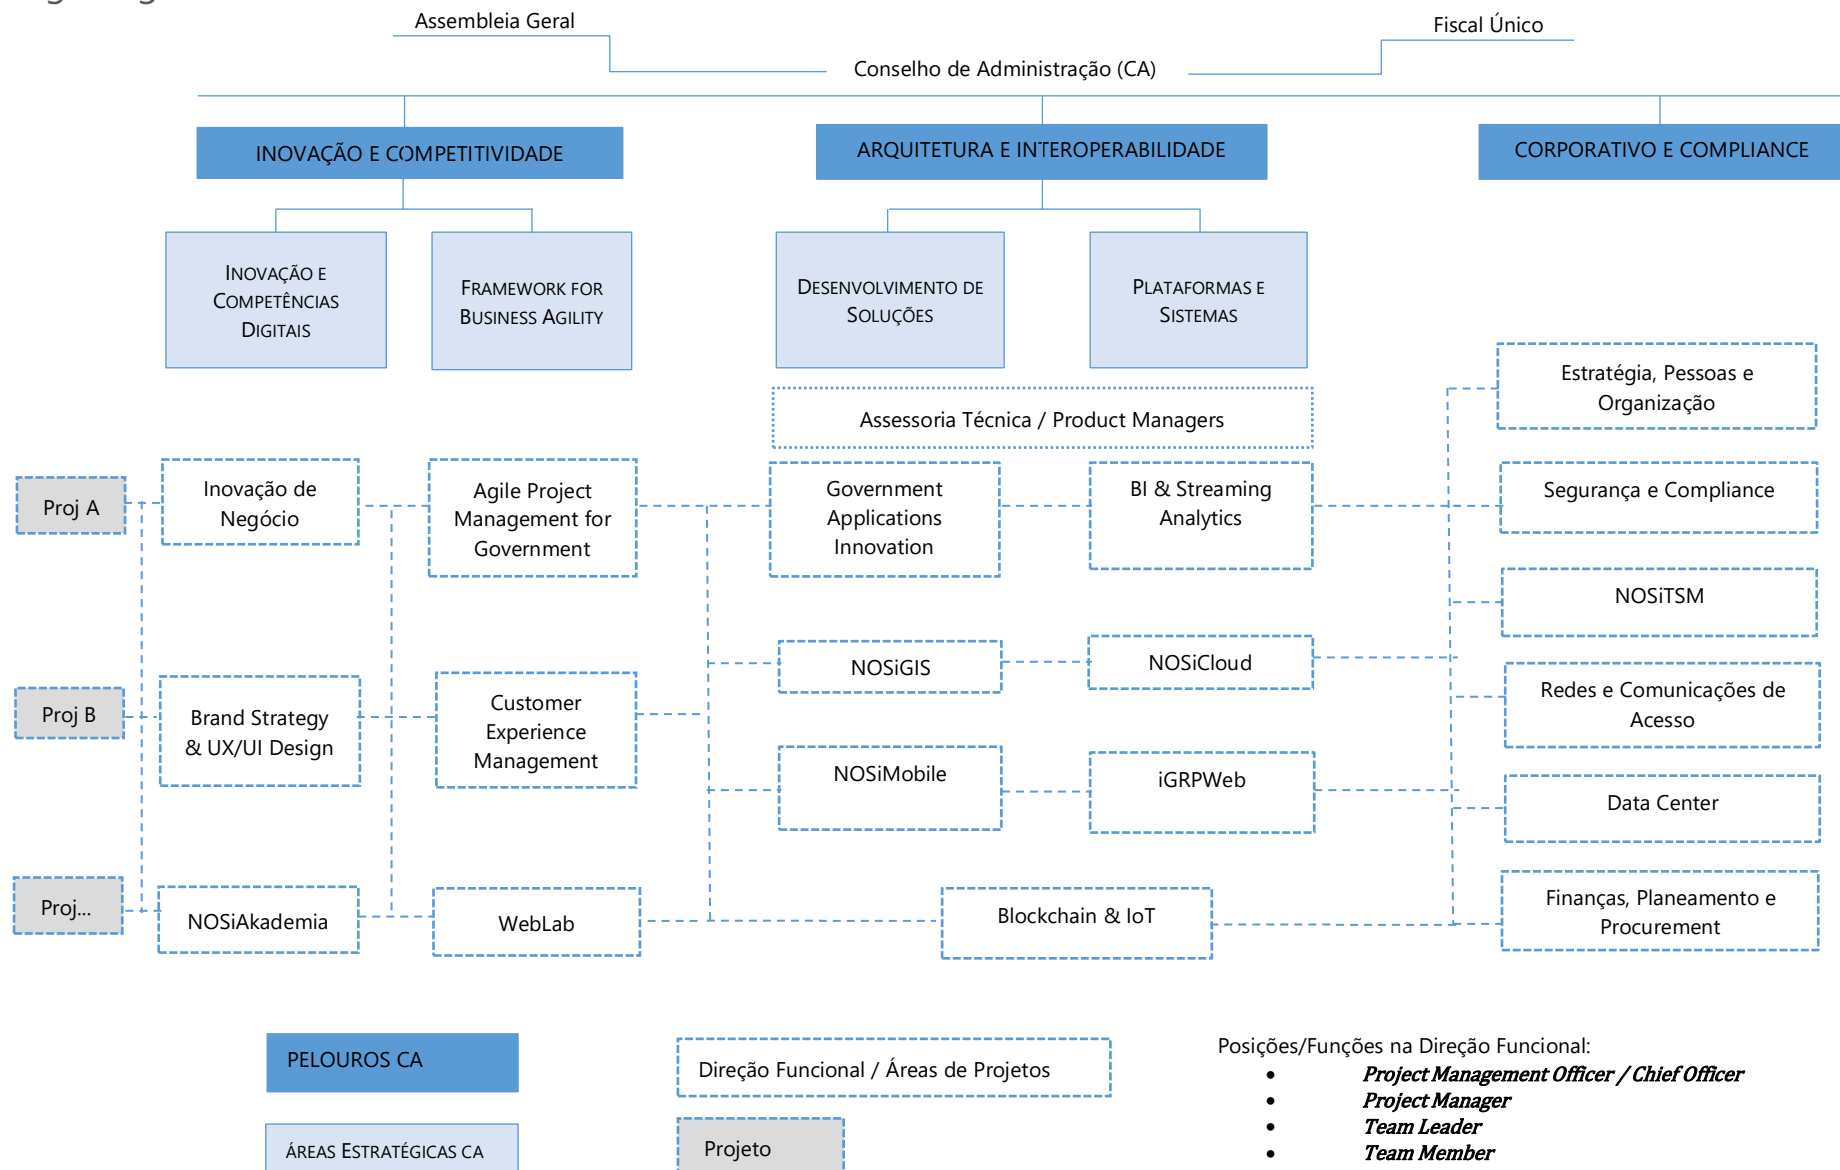 Assembleia Geral
Fiscal Único
Conselho de Administração (CA)
INOVAÇÃO E COMPETITIVIDADE
ARQUITETURA E INTEROPERABILIDADE
CORPORATIVO E COMPLIANCE
INOVAÇÃO E
COMPETÊNCIAS
DIGITAIS
FRAMEWORK FOR
BUSINESS AGILITY
DESENVOLVIMENTO DE
SOLUÇÕES
PLATAFORMAS E
SISTEMAS
Estratégia, Pessoas e
Organização
Assessoria Técnica / Product Managers
Proj A
Inovação de
Negócio
Agile Project
Management for
Government
Government
Applications
Innovation
BI & Streaming
Analytics
Segurança e Compliance
NOSiTSM
NOSiGIS
NOSiCloud
Redes e Comunicações de
Acesso
Proj B
Brand Strategy
& UX/UI Design
Customer
Experience
Management
NOSiMobile
iGRPWeb
Data Center
Proj...
NOSiAkademia
WebLab
Blockchain & IoT
Finanças, Planeamento e
Procurement
PELOUROS CA
Direção Funcional / Áreas de Projetos
ÁREAS ESTRATÉGICAS CA
Projeto
Posições/Funções na Direção Funcional:
• Project Management Officer / Chief Officer
• Project Manager
• Team Leader
• Team Member